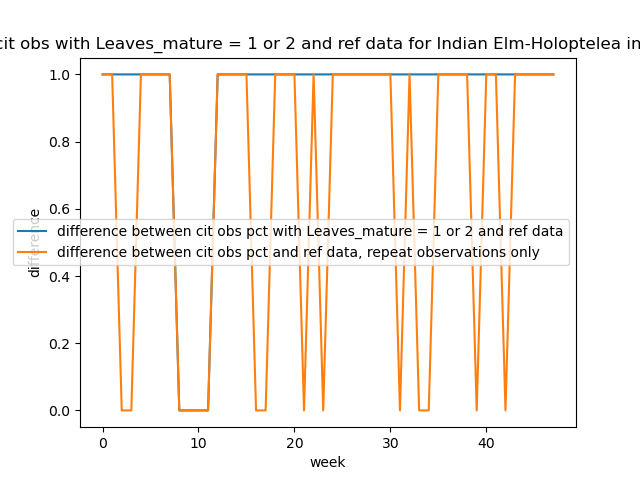 cit obs with Leaves_mature = 1 or 2 and ref data for Indian Elm-Holoptelea in
1.0
0.8
0.6
0.4
0.2
0.0
difference
difference between cit obs pct with Leaves_mature = 1 or 2 and ref data
difference between cit obs pct and ref data, repeat observations only
0 10 20 30 40
week